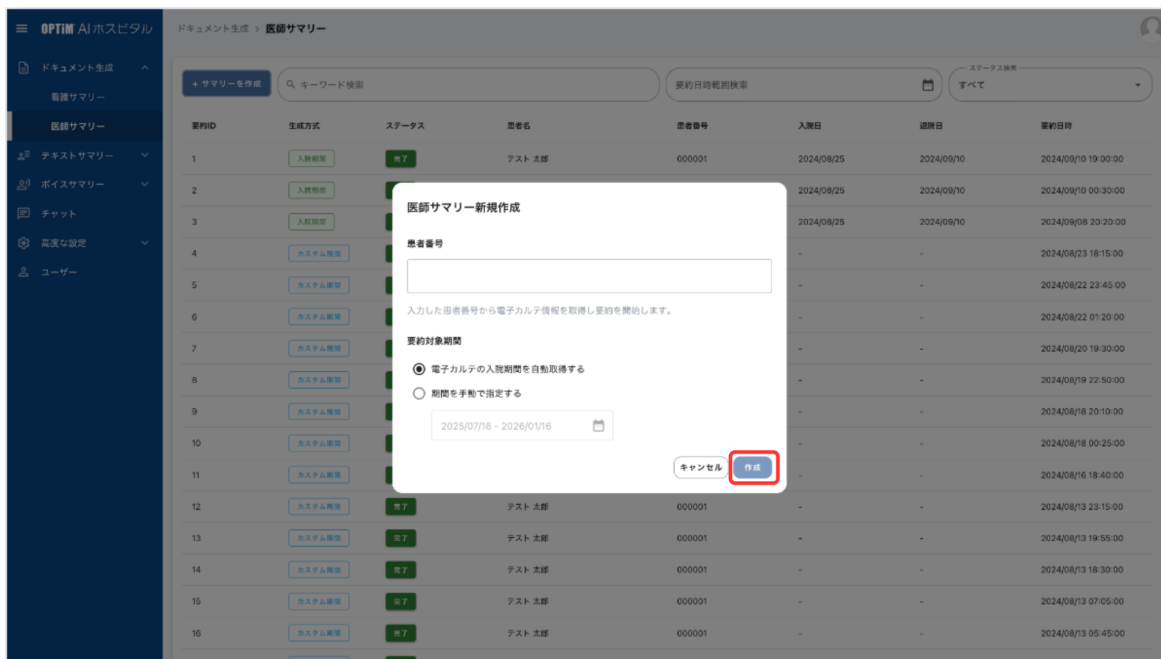 OPTiM AI ホスピタル
ドキュメント生成 > 医師サマリー
ドキュメント生成
看護サマリー
医師サマリー
テキストサマリー
ボイスサマリー
チャット
高度な設定
ユーザー
+ サマリーを作成
キーワード検索
要約日時範囲検索
ステータス検索
すべて
要約ID 生成方式 ステータス 患者名 患者番号 入院日 退院日 要約日時
1 入院期間 完了 テスト 太郎 000001 2024/08/25 2024/09/10 2024/09/10 19:00:00
2 入院期間 2024/08/25 2024/09/10 2024/09/10 00:30:00
3 入院期間 2024/08/25 2024/09/10 2024/09/08 20:20:00
4 カスタム期間 - - 2024/08/23 18:15:00
5 カスタム期間 - - 2024/08/22 23:45:00
6 カスタム期間 - - 2024/08/22 01:20:00
7 カスタム期間 - - 2024/08/20 19:30:00
8 カスタム期間 - - 2024/08/19 22:50:00
9 カスタム期間 - - 2024/08/18 20:10:00
10 カスタム期間 - - 2024/08/18 00:25:00
11 カスタム期間 - - 2024/08/16 18:40:00
12 カスタム期間 完了 テスト 太郎 000001 - - 2024/08/13 23:15:00
13 カスタム期間 完了 テスト 太郎 000001 - - 2024/08/13 19:55:00
14 カスタム期間 完了 テスト 太郎 000001 - - 2024/08/13 18:30:00
15 カスタム期間 完了 テスト 太郎 000001 - - 2024/08/13 07:05:00
16 カスタム期間 完了 テスト 太郎 000001 - - 2024/08/13 05:45:00
医師サマリー新規作成
患者番号
入力した患者番号から電子カルテ情報を取得し要約を開始します。
要約対象期間
電子カルテの入院期間を自動取得する
期間を手動で指定する
2025/07/16 - 2026/01/16
キャンセル 作成